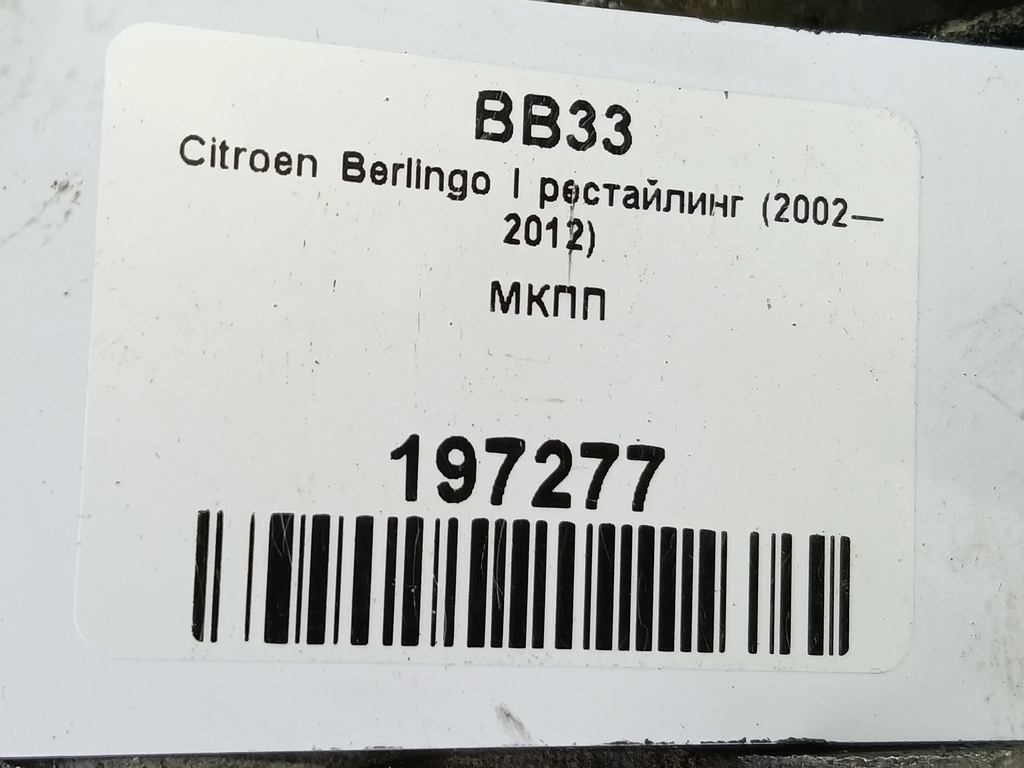 BB33
Citroen Berlingo I рестайлинг (2002—
2012)
МКПП
197277